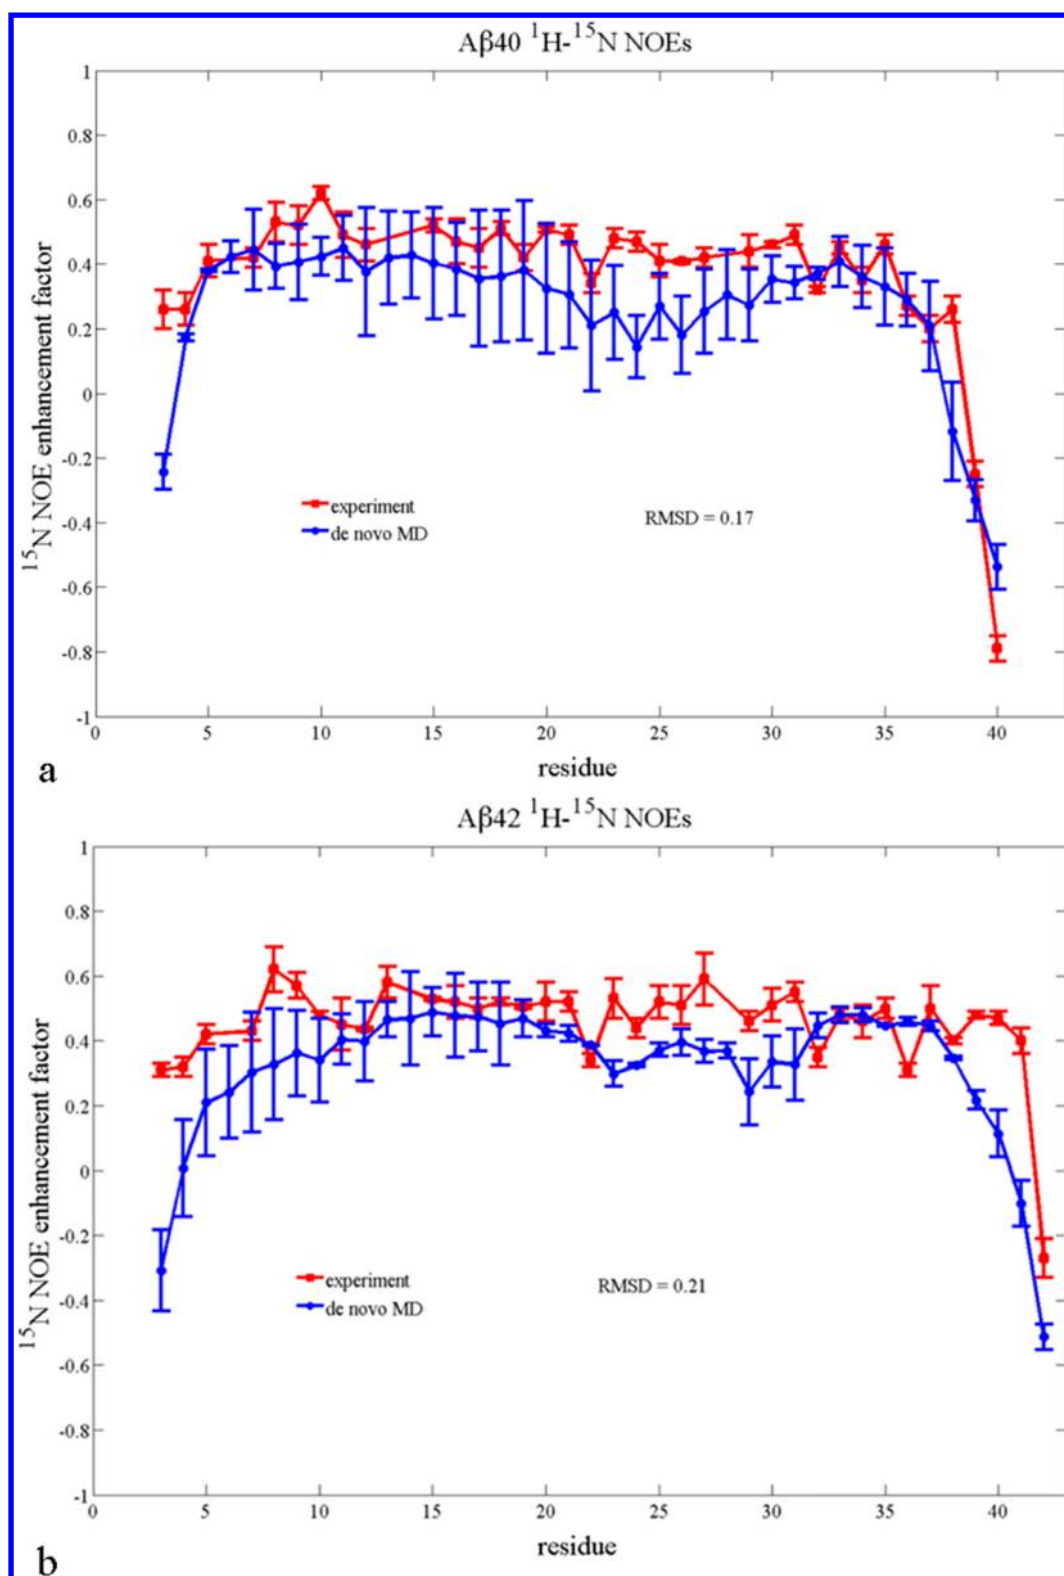 Aβ40 ¹H-¹⁵N NOEs
1
0.8
0.6
0.4
0.2
0
-0.2
-0.4
-0.6
-0.8
-1
¹⁵N NOE enhancement factor
experiment
de novo MD
RMSD = 0.17
0 5 10 15 20 25 30 35 40
residue
a
Aβ42 ¹H-¹⁵N NOEs
1
0.8
0.6
0.4
0.2
0
-0.2
-0.4
-0.6
-0.8
-1
¹⁵N NOE enhancement factor
experiment
de novo MD
RMSD = 0.21
0 5 10 15 20 25 30 35 40
residue
b